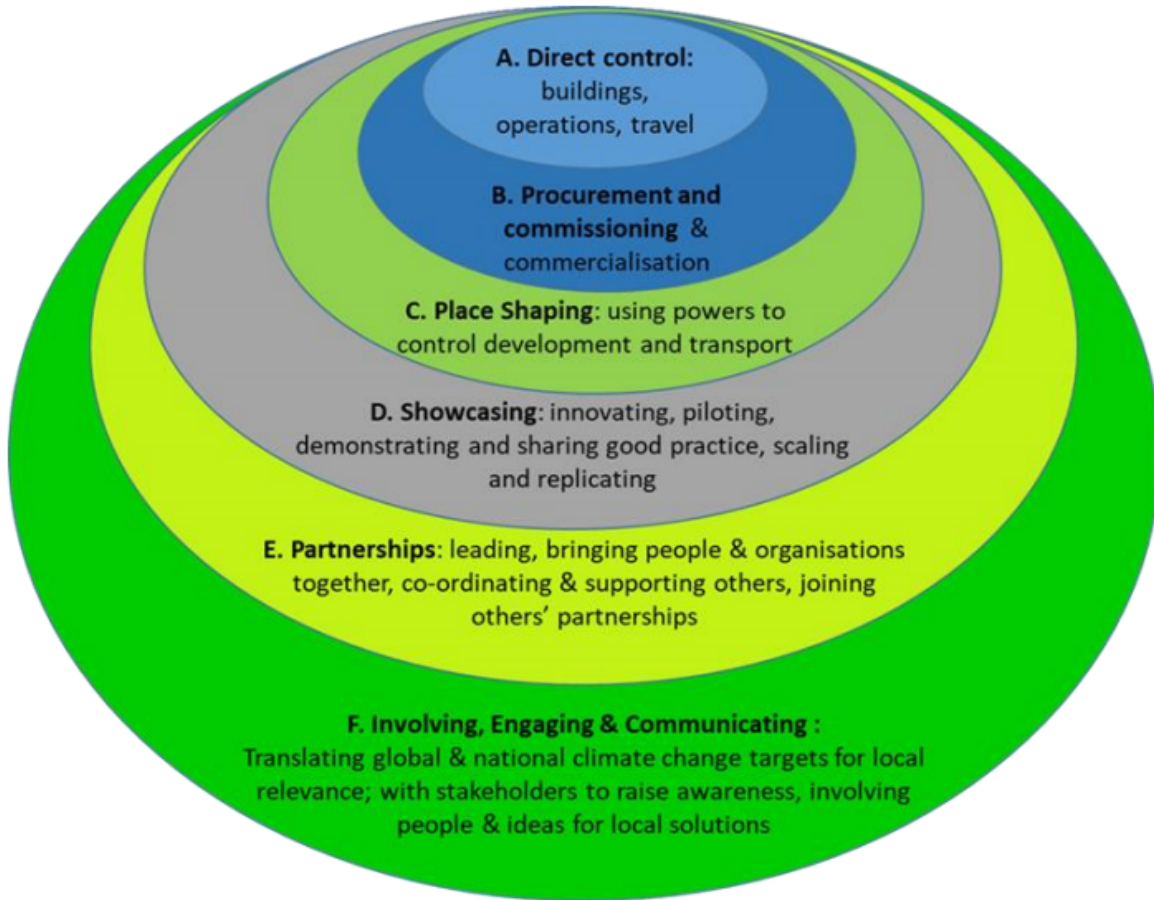 A. Direct control:
buildings,
operations, travel
B. Procurement and
commissioning &
commercialisation
C. Place Shaping: using powers to
control development and transport
D. Showcasing: innovating, piloting,
demonstrating and sharing good practice, scaling
and replicating
E. Partnerships: leading, bringing people & organisations
together, co-ordinating & supporting others, joining
others’ partnerships
F. Involving, Engaging & Communicating :
Translating global & national climate change targets for local
relevance; with stakeholders to raise awareness, involving
people & ideas for local solutions